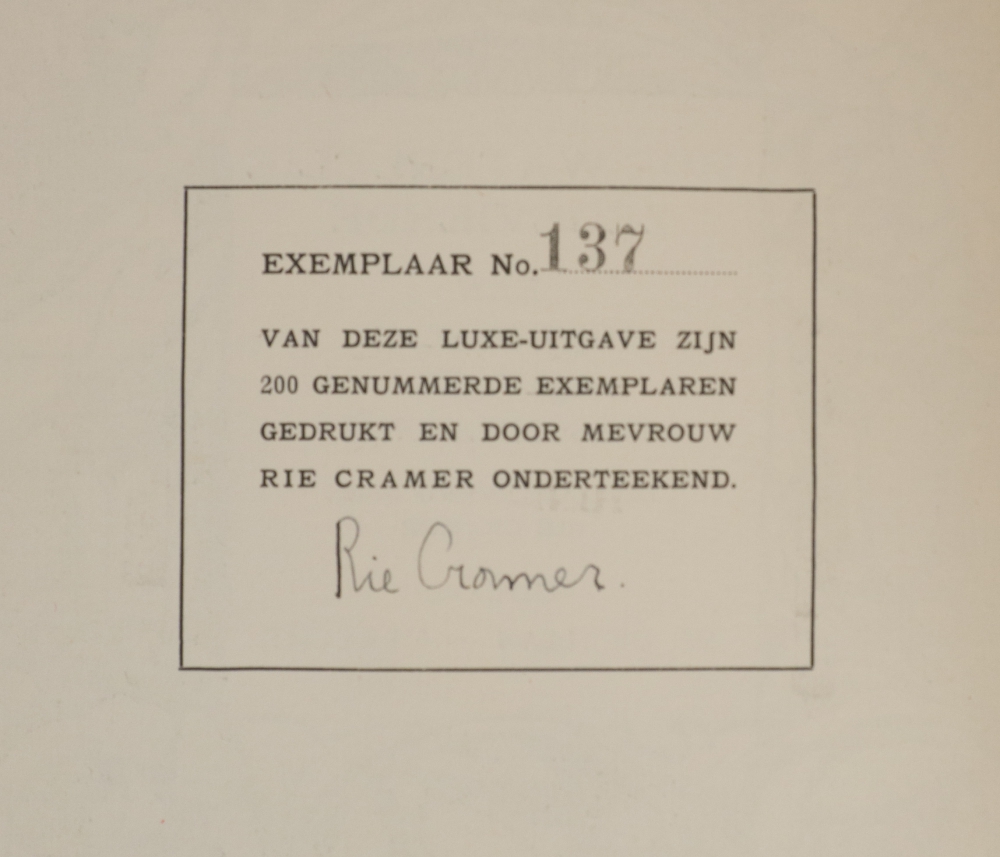 EXEMPLAAR No. 137
VAN DEZE LUXE-UITGAVE ZIJN
200 GENUMMERDE EXEMPLAREN
GEDRUKT EN DOOR MEVROUW
RIE CRAMER ONDERTEEKEND.
Rie Cramer.